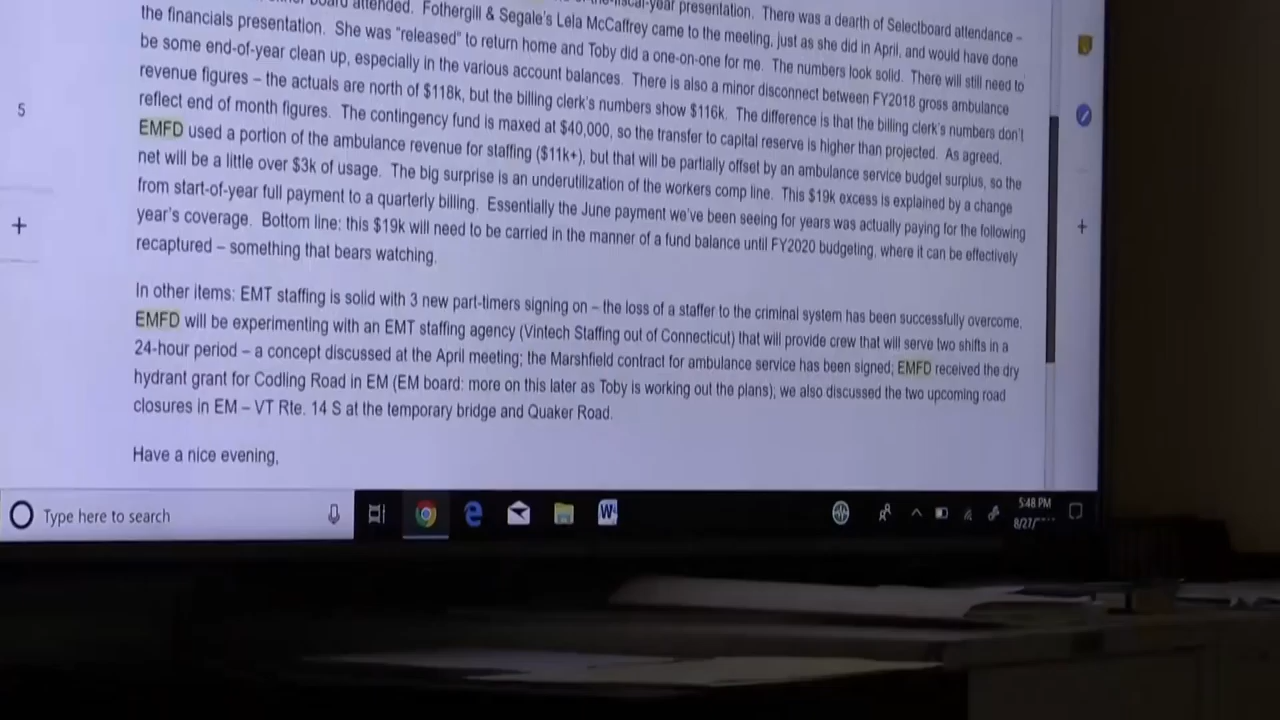 board attended. Fothergill & Segale's Lela McCaffrey came to the meeting, just as she did in April, and would have done
-fiscal-year presentation. There was a dearth of Selectboard attendance –
the financials presentation. She was "released" to return home and Toby did a one-on-one for me. The numbers look solid. There will still need to
be some end-of-year clean up, especially in the various account balances. There is also a minor disconnect between FY2018 gross ambulance
revenue figures – the actuals are north of $118k, but the billing clerk's numbers show $116k. The difference is that the billing clerk's numbers don't
reflect end of month figures. The contingency fund is maxed at $40,000, so the transfer to capital reserve is higher than projected. As agreed,
EMFD used a portion of the ambulance revenue for staffing ($11k+), but that will be partially offset by an ambulance service budget surplus, so the
net will be a little over $3k of usage. The big surprise is an underutilization of the workers comp line. This $19k excess is explained by a change
from start-of-year full payment to a quarterly billing. Essentially the June payment we've been seeing for years was actually paying for the following
year's coverage. Bottom line: this $19k will need to be carried in the manner of a fund balance until FY2020 budgeting, where it can be effectively
recaptured – something that bears watching.
In other items: EMT staffing is solid with 3 new part-timers signing on – the loss of a staffer to the criminal system has been successfully overcome.
EMFD will be experimenting with an EMT staffing agency (Vintech Staffing out of Connecticut) that will provide crew that will serve two shifts in a
24-hour period – a concept discussed at the April meeting; the Marshfield contract for ambulance service has been signed; EMFD received the dry
hydrant grant for Codling Road in EM (EM board: more on this later as Toby is working out the plans), we also discussed the two upcoming road
closures in EM – VT Rte. 14 S at the temporary bridge and Quaker Road.
Have a nice evening,
5
Type here to search
5:48 PM
8/27/